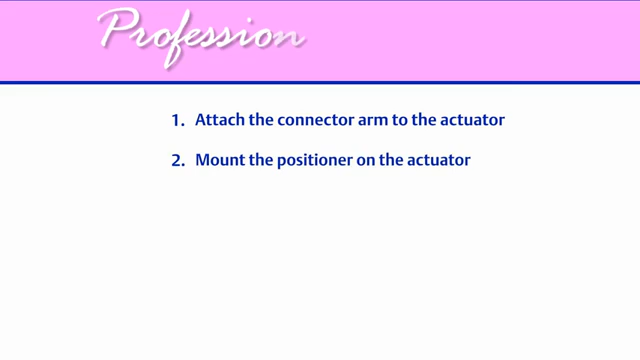 Profession
1. Attach the connector arm to the actuator
2. Mount the positioner on the actuator